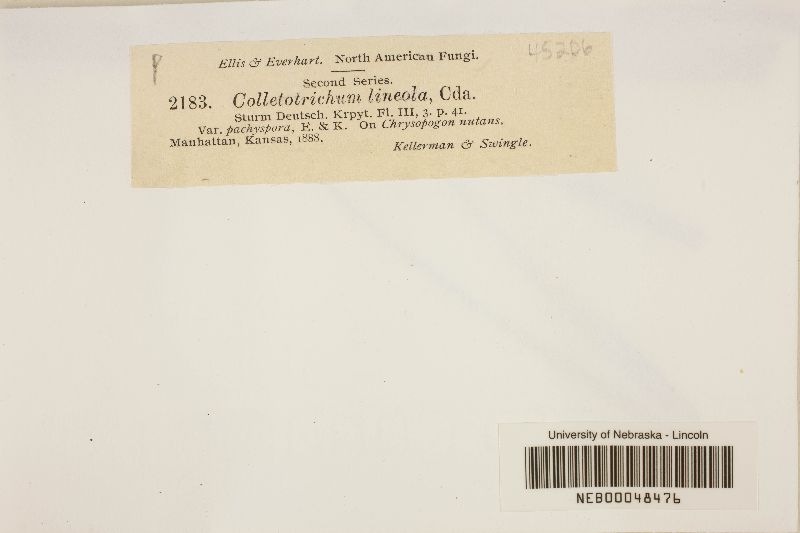 45206
Ellis & Everhart. North American Fungi.
Second Series.
2183. Colletotrichum lineola, Cda.
Sturm Deutsch. Krpyt. Fl. III, 3. p. 41.
Var. pachyspora, E. & K. On Chrysopogon nutans.
Manhattan, Kansas, 1888.
Kellerman & Swingle.
University of Nebraska - Lincoln
NEB00048476